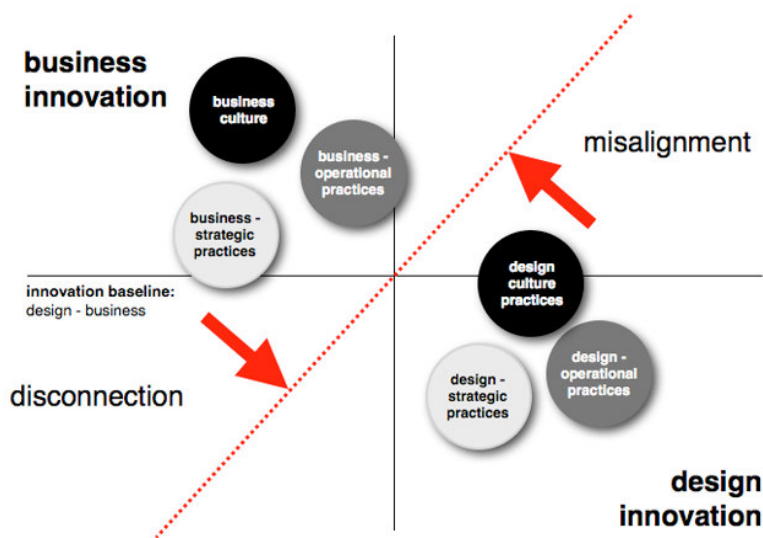 business
innovation
business
culture
business -
operational
practices
misalignment
business -
strategic
practices
design
culture
practices
innovation baseline:
design - business
disconnection
design -
strategic
practices
design -
operational
practices
design
innovation